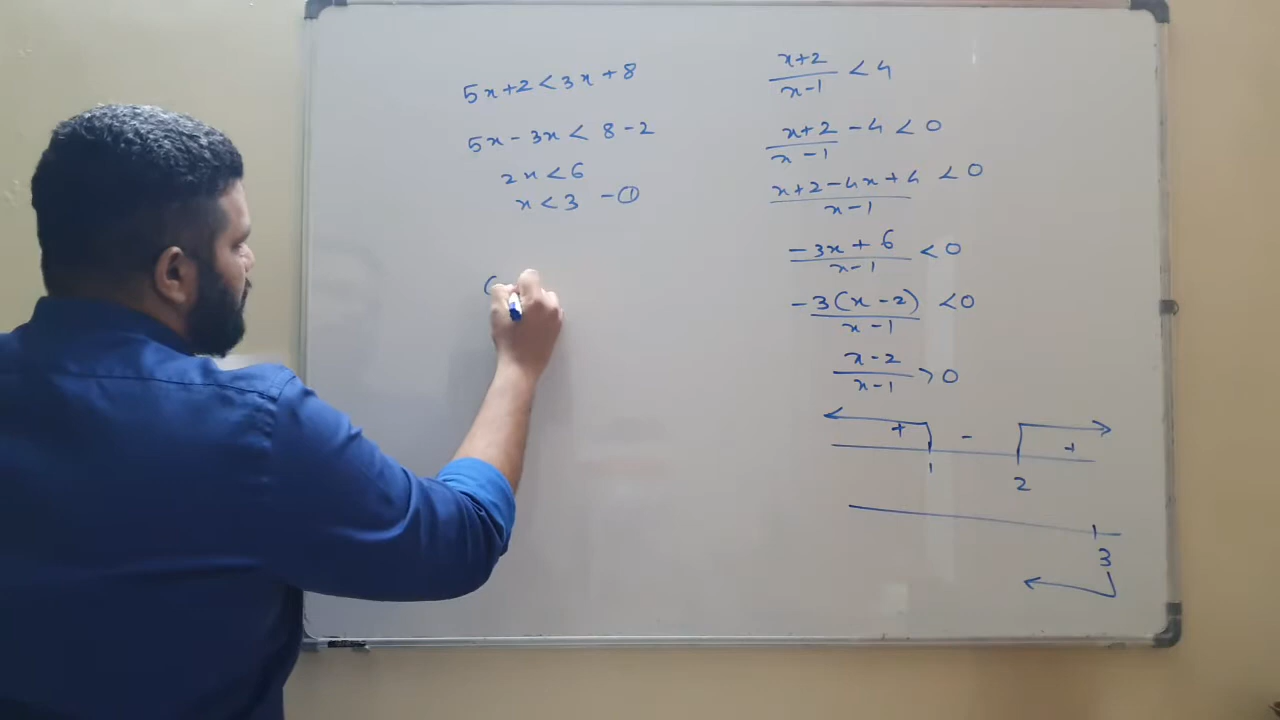 5x+2<3x+8
5x-3x<8-2
2x<6
x<3 -①
(
x+2/x-1 <4
x+2/x-1 -4<0
x+2-4x+4/x-1 <0
-3x+6/x-1 <0
-3(x-2)/x-1 <0
x-2/x-1 >0
+ - +
1 2
3